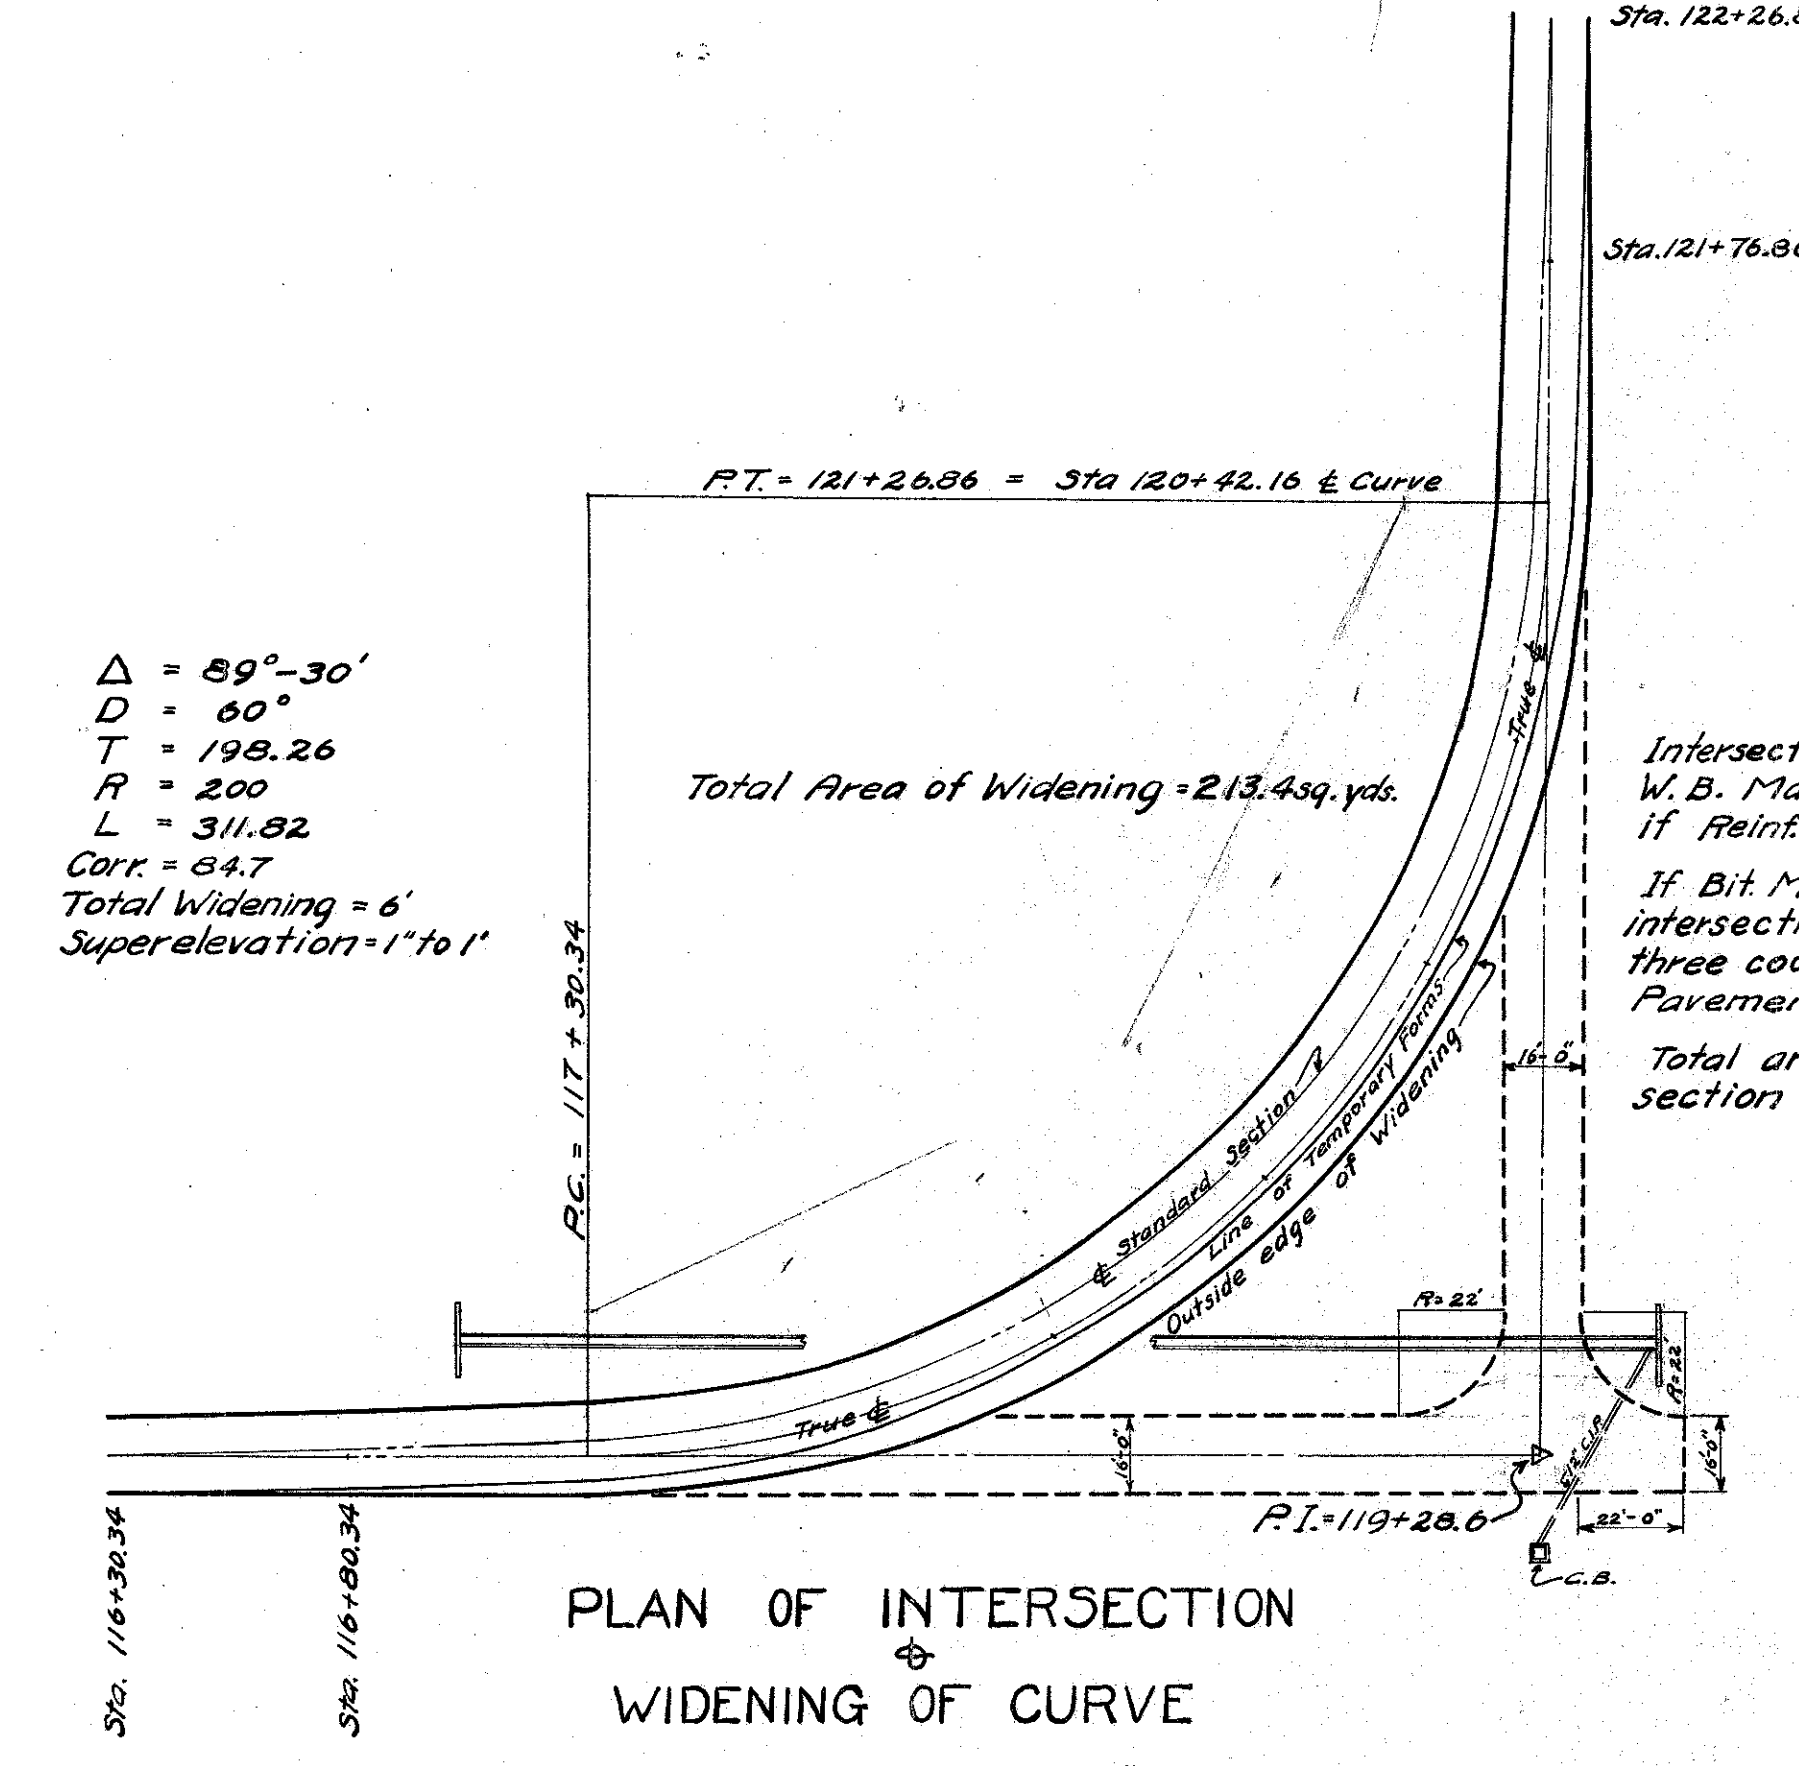 Sta. 122+26.8
Sta. 121+76.86
P.T. = 121+26.86 = Sta 120+42.16 ℄ Curve
Δ = 89°-30'
D = 60°
T = 198.26
R = 200
L = 311.82
Corr. = 84.7
Total Widening = 6'
Superelevation = 1" to 1'
Total Area of Widening = 213.4 sq. yds.
P.C. = 117 + 30.34
True ℄
Intersect
W. B. Ma
if Reinf.
If Bit. M
intersecti
three coa
Pavemen
Total ar
section
16'-0"
℄ Standard Section
Line of Temporary Forms
Outside edge of Widening
True ℄
R=22'
R=22'
16'-0"
16'-0"
12" C.I.P.
22'-0"
P.I.=119+28.6
C.B.
Sta. 116+30.34
Sta. 116+80.34
PLAN OF INTERSECTION
&
WIDENING OF CURVE